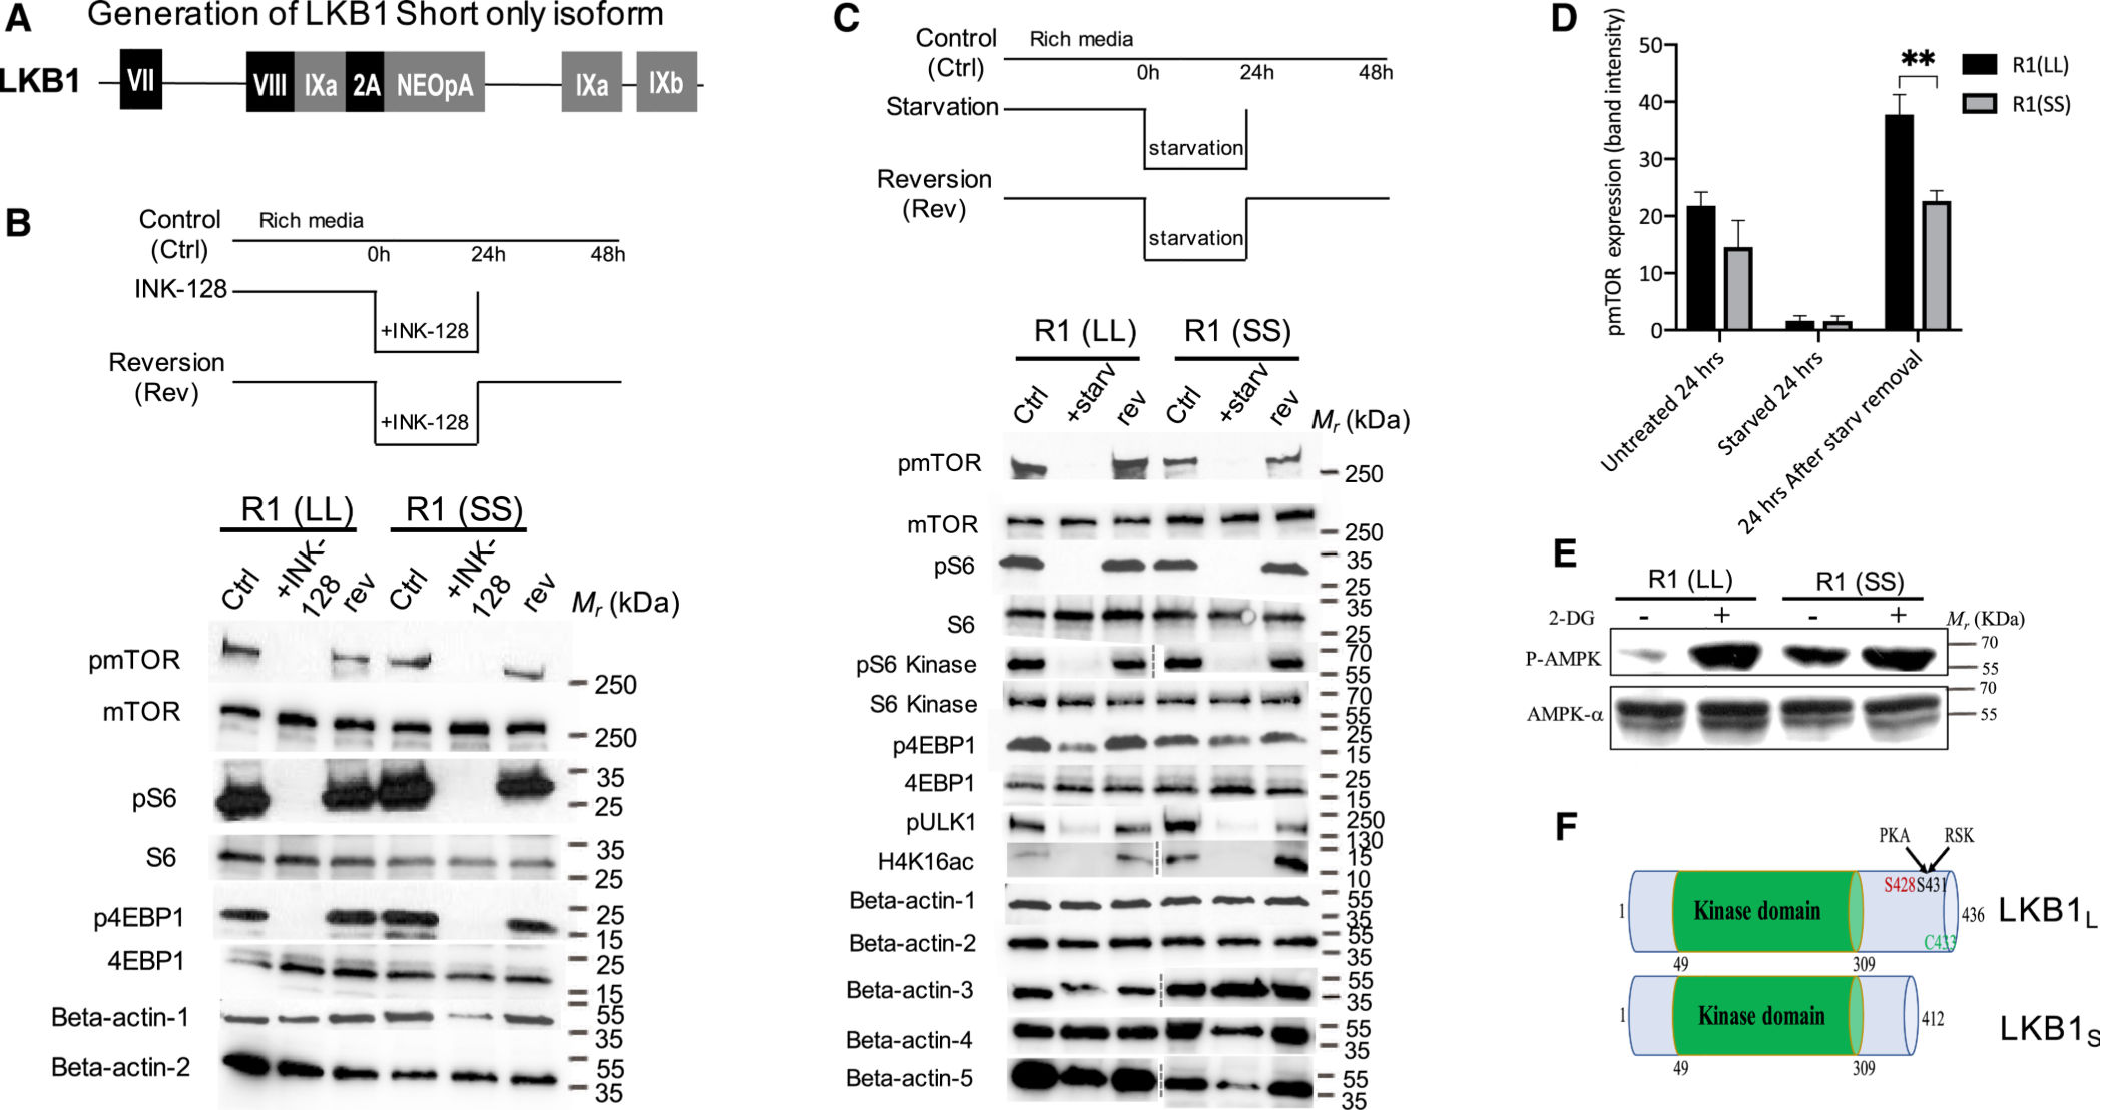 A
Generation of LKB1 Short only isoform
LKB1
VII
VIII
IXa
2A
NEOpA
IXa
IXb
B
Control
(Ctrl)
Rich media
0h
24h
48h
INK-128
+INK-128
Reversion
(Rev)
+INK-128
R1 (LL)
R1 (SS)
Ctrl
+INK-
128
rev
Ctrl
+INK-
128
rev
Mr (kDa)
pmTOR
250
mTOR
250
pS6
35
25
S6
35
25
p4EBP1
25
15
4EBP1
25
15
Beta-actin-1
55
35
Beta-actin-2
55
35
C
Control
(Ctrl)
Rich media
0h
24h
48h
Starvation
starvation
Reversion
(Rev)
starvation
R1 (LL)
R1 (SS)
Ctrl
+starv
rev
Ctrl
+starv
rev
Mr (kDa)
pmTOR
250
mTOR
250
pS6
35
25
S6
35
25
pS6 Kinase
70
55
S6 Kinase
70
55
p4EBP1
25
15
4EBP1
25
15
pULK1
250
130
H4K16ac
15
10
Beta-actin-1
55
35
Beta-actin-2
55
35
Beta-actin-3
55
35
Beta-actin-4
55
35
Beta-actin-5
55
35
D
pmTOR expression (band intensity)
50
40
30
20
10
0
**
R1(LL)
R1(SS)
Untreated 24 hrs
Starved 24 hrs
24 hrs After starv removal
E
R1 (LL)
R1 (SS)
2-DG
-
+
-
+
Mr (KDa)
P-AMPK
70
55
AMPK-α
70
55
F
PKA
RSK
S428
S431
1
Kinase domain
436
LKB1L
C433
49
309
1
Kinase domain
412
LKB1S
49
309